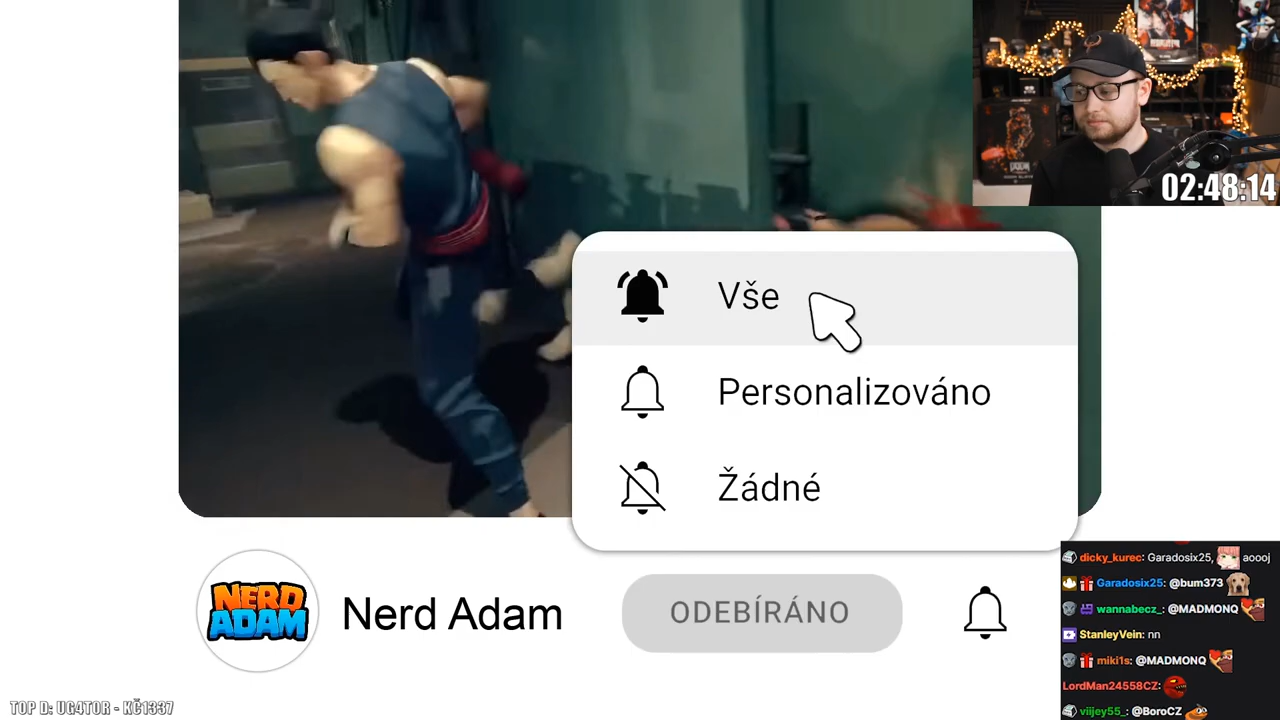 02:48:14
Vše
Personalizováno
Žádné
NERD
ADAM
Nerd Adam
ODEBÍRÁNO
dicky_kurec: Garadosix25, aoooj
Garadosix25: @bum373
wannabecz_: @MADMONQ
StanleyVein: nn
miki1s: @MADMONQ
LordMan24558CZ:
viijey55_: @BoroCZ
TOP D: UG4TOR - KČ1337